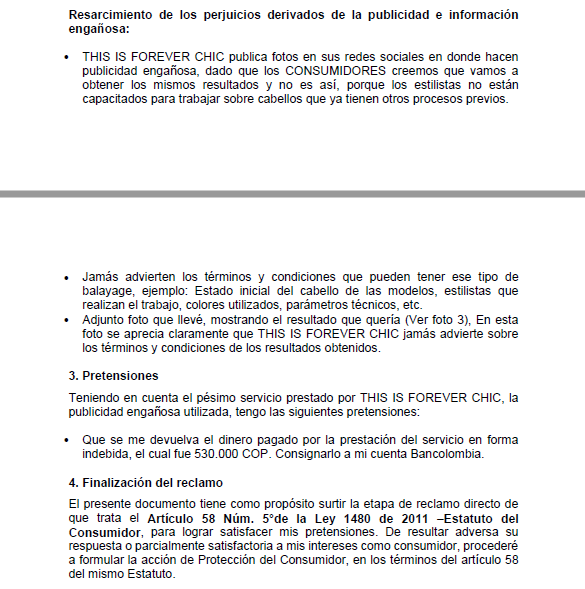 Resarcimiento de los perjuicios derivados de la publicidad e información
engañosa:
• THIS IS FOREVER CHIC publica fotos en sus redes sociales en donde hacen
publicidad engañosa, dado que los CONSUMIDORES creemos que vamos a
obtener los mismos resultados y no es así, porque los estilistas no están
capacitados para trabajar sobre cabellos que ya tienen otros procesos previos.
• Jamás advierten los términos y condiciones que pueden tener ese tipo de
balayage, ejemplo: Estado inicial del cabello de las modelos, estilistas que
realizan el trabajo, colores utilizados, parámetros técnicos, etc.
• Adjunto foto que llevé, mostrando el resultado que quería (Ver foto 3), En esta
foto se aprecia claramente que THIS IS FOREVER CHIC jamás advierte sobre
los términos y condiciones de los resultados obtenidos.
3. Pretensiones
Teniendo en cuenta el pésimo servicio prestado por THIS IS FOREVER CHIC, la
publicidad engañosa utilizada, tengo las siguientes pretensiones:
• Que se me devuelva el dinero pagado por la prestación del servicio en forma
indebida, el cual fue 530.000 COP. Consignarlo a mi cuenta Bancolombia.
4. Finalización del reclamo
El presente documento tiene como propósito surtir la etapa de reclamo directo de
que trata el Artículo 58 Núm. 5°de la Ley 1480 de 2011 –Estatuto del
Consumidor, para lograr satisfacer mis pretensiones. De resultar adversa su
respuesta o parcialmente satisfactoria a mis intereses como consumidor, procederé
a formular la acción de Protección del Consumidor, en los términos del artículo 58
del mismo Estatuto.